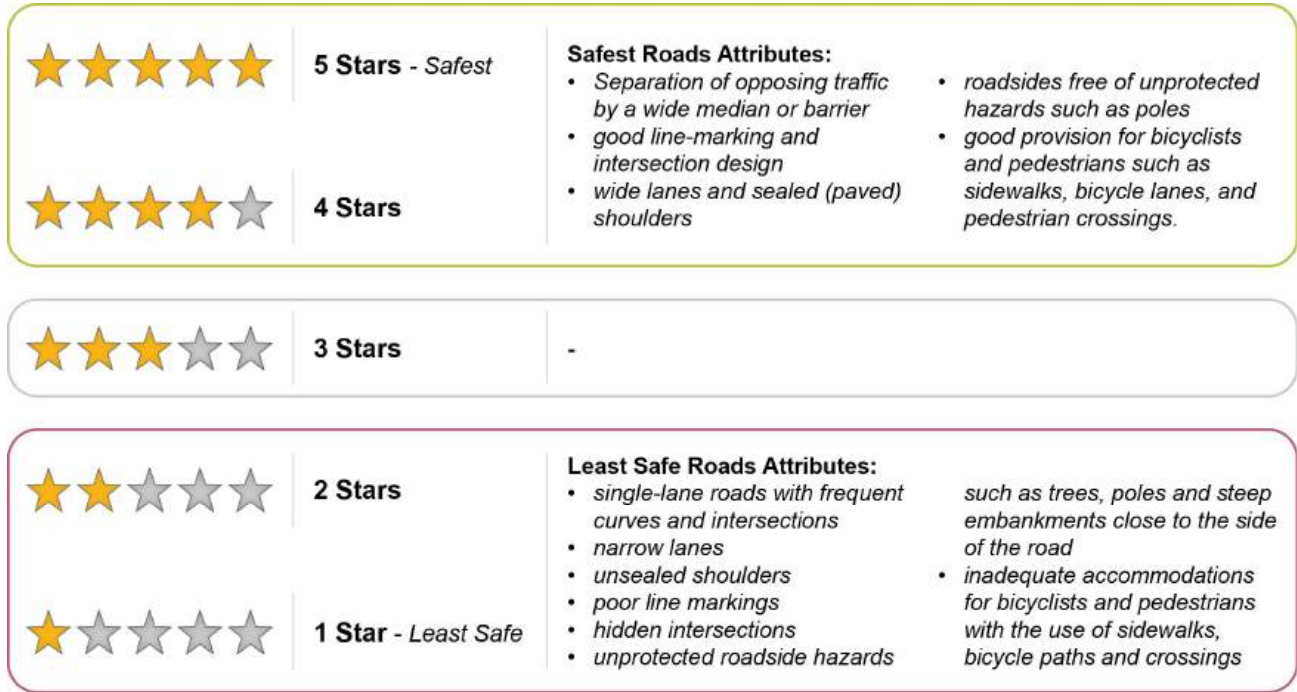 5 Stars - Safest
4 Stars
Safest Roads Attributes:
• Separation of opposing traffic
by a wide median or barrier
• good line-marking and
intersection design
• wide lanes and sealed (paved)
shoulders
• roadsides free of unprotected
hazards such as poles
• good provision for bicyclists
and pedestrians such as
sidewalks, bicycle lanes, and
pedestrian crossings.
3 Stars
-
2 Stars
1 Star - Least Safe
Least Safe Roads Attributes:
• single-lane roads with frequent
curves and intersections
• narrow lanes
• unsealed shoulders
• poor line markings
• hidden intersections
• unprotected roadside hazards
such as trees, poles and steep
embankments close to the side
of the road
• inadequate accommodations
for bicyclists and pedestrians
with the use of sidewalks,
bicycle paths and crossings